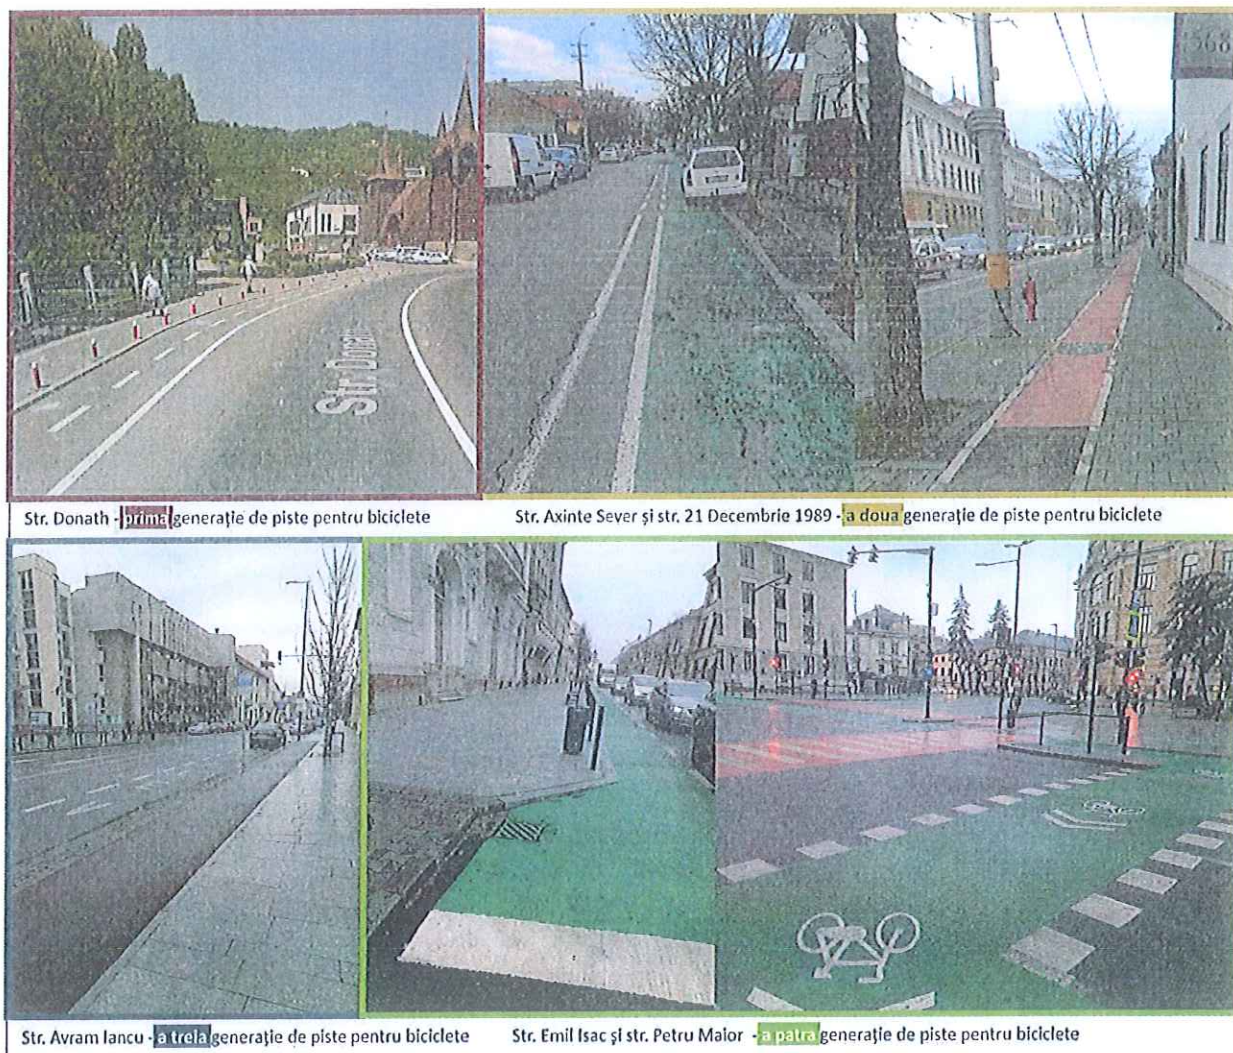 Str. Donath
Str. Donath - prima generație de piste pentru biciclete
Str. Axinte Sever și str. 21 Decembrie 1989 - a doua generație de piste pentru biciclete
Str. Avram Iancu - a treia generație de piste pentru biciclete
Str. Emil Isac și str. Petru Maior - a patra generație de piste pentru biciclete